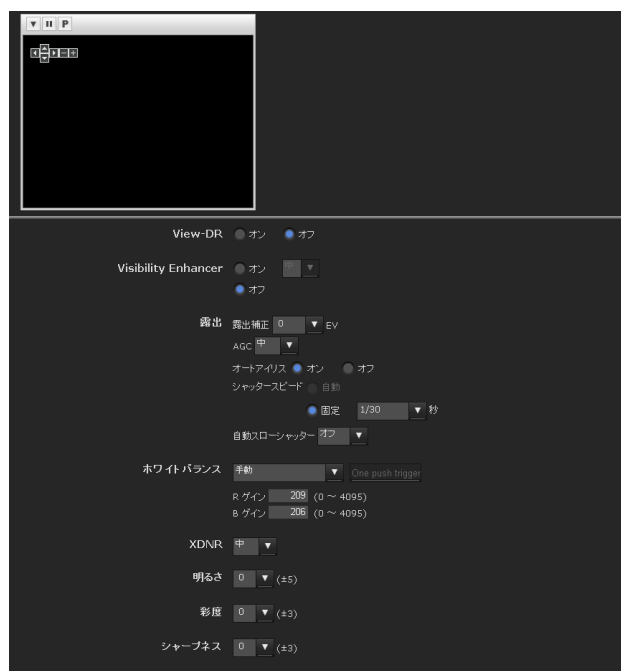 P
View-DR オン オフ
Visibility Enhancer オン 中
オフ
露出 露出補正 0 EV
AGC 中
オートアイリス オン オフ
シャッタースピード 自動
固定 1/30 秒
自動スローシャッター オフ
ホワイトバランス 手動 One push trigger
R ゲイン 209 (0 ～ 4095)
B ゲイン 206 (0 ～ 4095)
XDNR 中
明るさ 0 (±5)
彩度 0 (±3)
シャープネス 0 (±3)